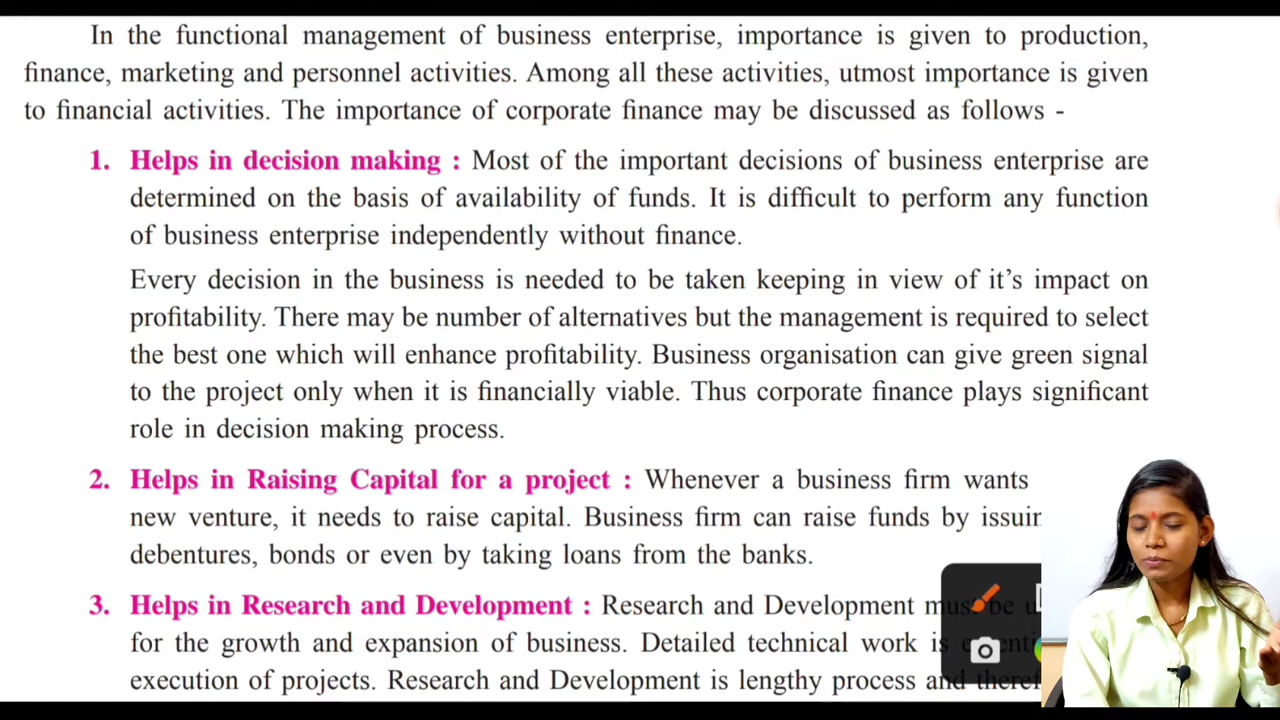 In the functional management of business enterprise, importance is given to production,
finance, marketing and personnel activities. Among all these activities, utmost importance is given
to financial activities. The importance of corporate finance may be discussed as follows -
1. Helps in decision making : Most of the important decisions of business enterprise are
determined on the basis of availability of funds. It is difficult to perform any function
of business enterprise independently without finance.
Every decision in the business is needed to be taken keeping in view of it's impact on
profitability. There may be number of alternatives but the management is required to select
the best one which will enhance profitability. Business organisation can give green signal
to the project only when it is financially viable. Thus corporate finance plays significant
role in decision making process.
2. Helps in Raising Capital for a project : Whenever a business firm wants
new venture, it needs to raise capital. Business firm can raise funds by
debentures, bonds or even by taking loans from the banks.
3. Helps in Research and Development : Research and Development must be
for the growth and expansion of business. Detailed technical work is
execution of projects. Research and Development is lengthy process and